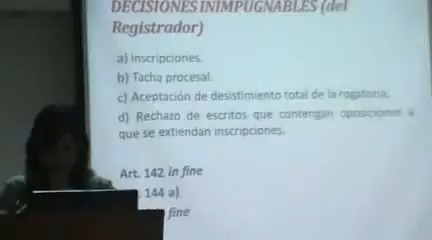 DECISIONES INIMPUGNABLES (del
Registrador)
a) Inscripciones.
b) Tacha procesal.
c) Aceptación de desistimiento total de la rogatoria.
d) Rechazo de escritos que contengan oposiciones a
que se extiendan inscripciones.
Art. 142 in fine
144 a)
fine